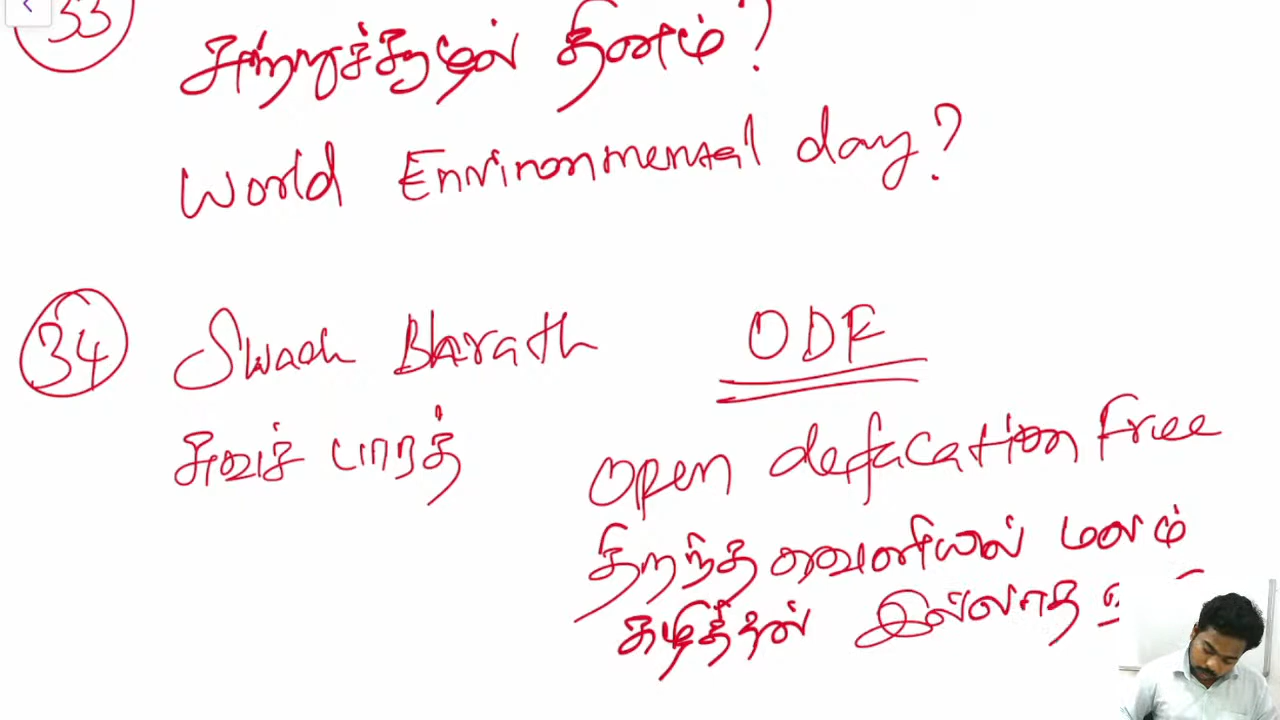 33
சுற்றுச்சூழல் தினம்?
World Environmental day?
34 Swach Bharath ODF
சுவச் பாரத்
open defacation Free
திறந்த வெளியில் மலம்
கழித்தல் இல்லாத